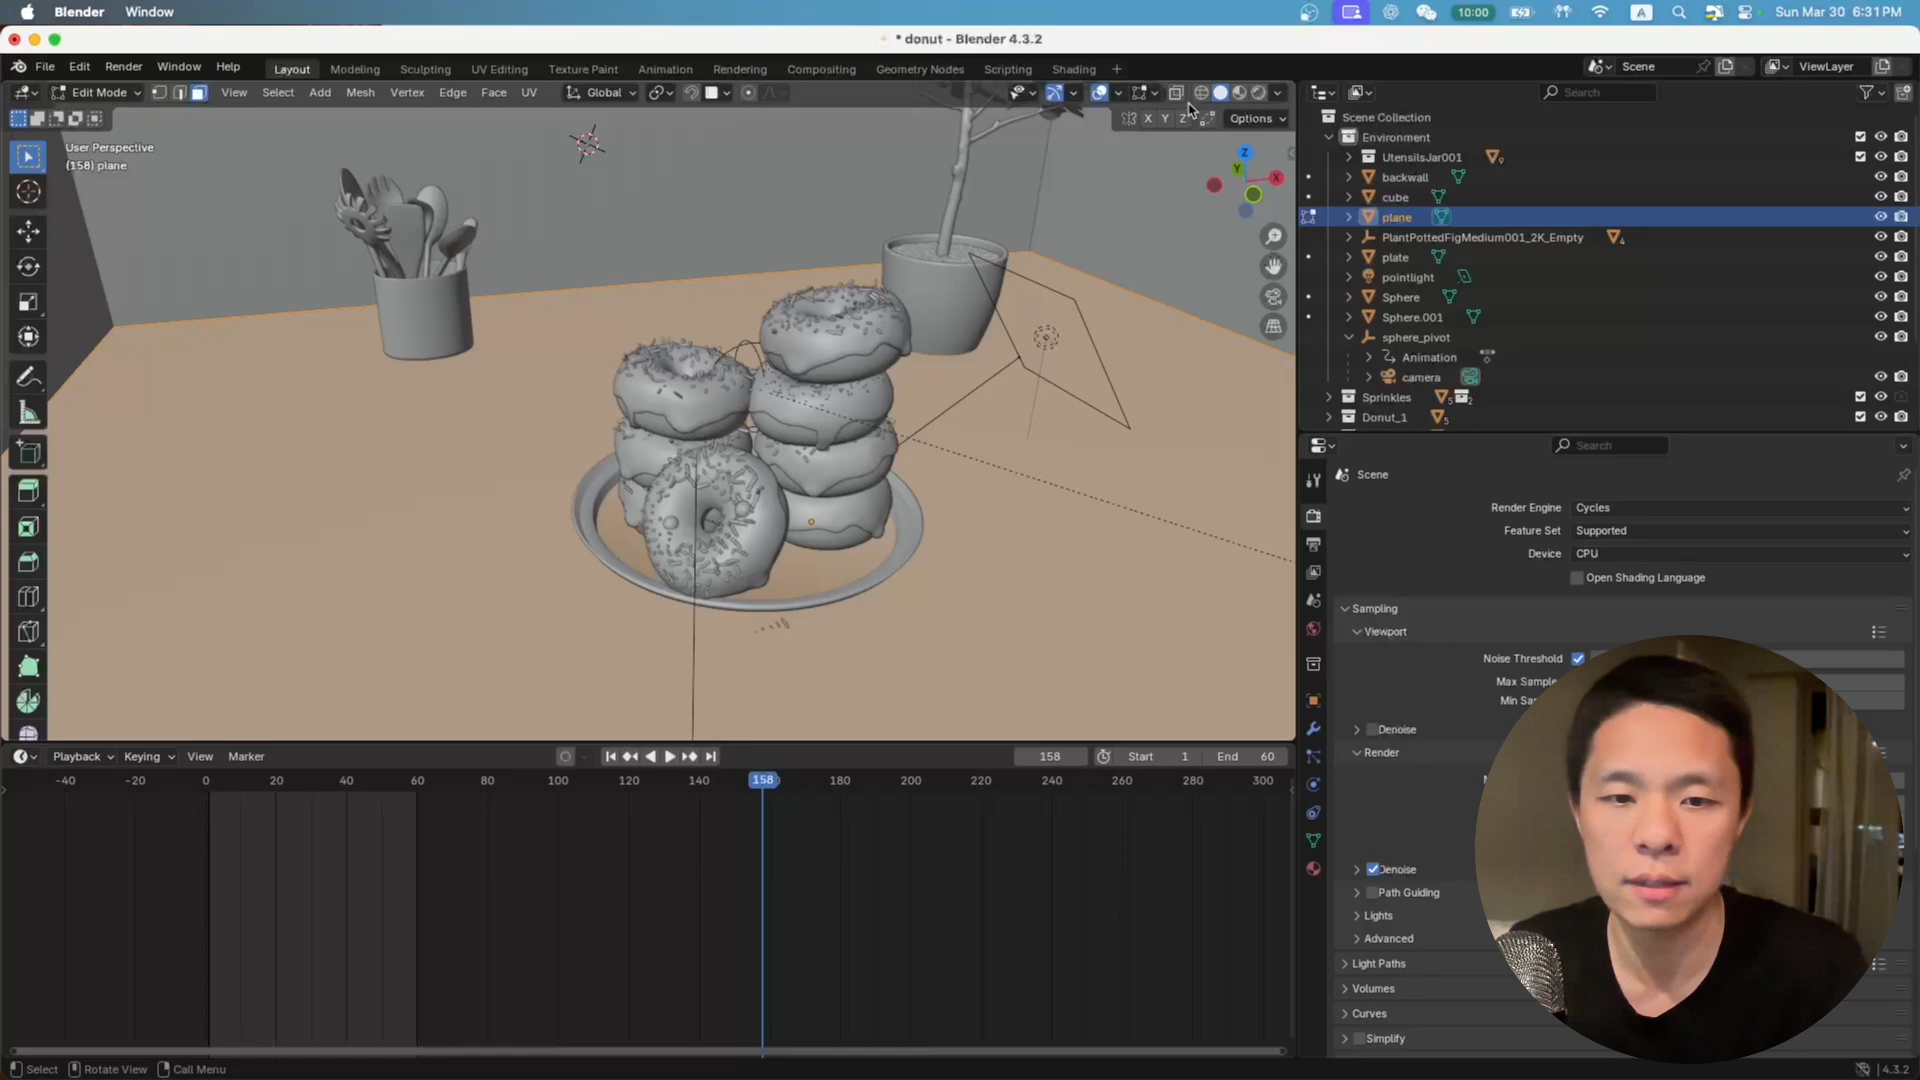 Blender Window
10:00 A Sun Mar 30 6:31 PM
* donut - Blender 4.3.2
File Edit Render Window Help Layout Modeling Sculpting UV Editing Texture Paint Animation Rendering Compositing Geometry Nodes Scripting Shading + Scene ViewLayer
Edit Mode View Select Add Mesh Vertex Edge Face UV Global
Search
X Y Z Options
User Perspective
(158) plane
Z
Y
X
Scene Collection
Environment
UtensilsJar001
backwall
cube
plane
PlantPottedFigMedium001_2K_Empty
plate
pointlight
Sphere
Sphere.001
sphere_pivot
Animation
camera
Sprinkles
Donut_1
Search
Scene
Render Engine Cycles
Feature Set Supported
Device CPU
Open Shading Language
Sampling
Viewport
Noise Threshold
Max Sample
Min Sa
Denoise
Render
Denoise
Path Guiding
Lights
Advanced
Light Paths
Volumes
Curves
Simplify
Playback Keying View Marker 158 Start 1 End 60
-40 -20 0 20 40 60 80 100 120 140 158 180 200 220 240 260 280 300
Select Rotate View Call Menu 4.3.2